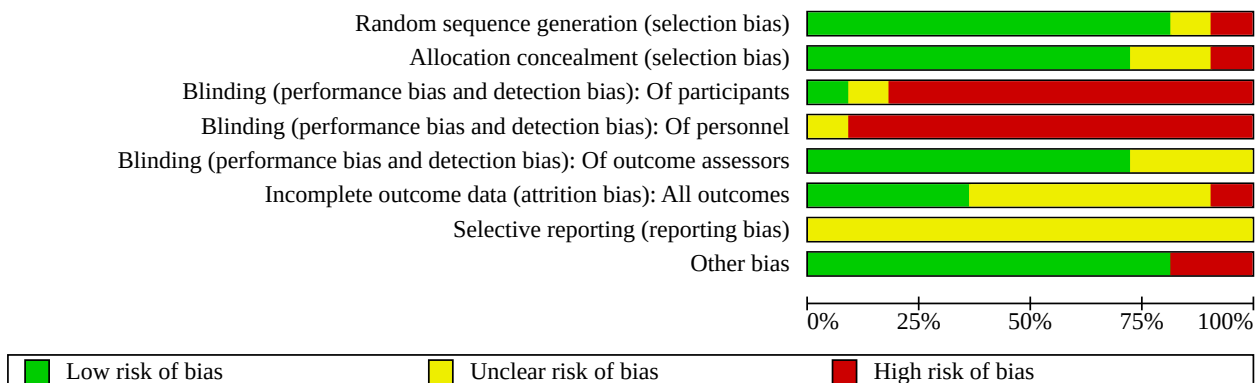 Random sequence generation (selection bias)
Allocation concealment (selection bias)
Blinding (performance bias and detection bias): Of participants
Blinding (performance bias and detection bias): Of personnel
Blinding (performance bias and detection bias): Of outcome assessors
Incomplete outcome data (attrition bias): All outcomes
Selective reporting (reporting bias)
Other bias
0% 25% 50% 75% 100%
Low risk of bias Unclear risk of bias High risk of bias